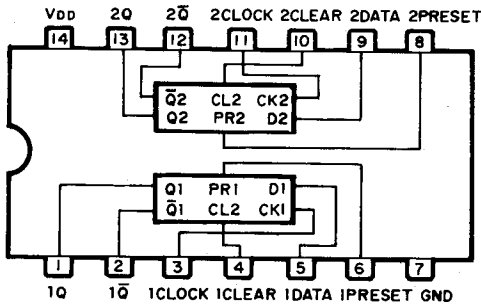 VDD 2Q 2Q̅ 2CLOCK 2CLEAR 2DATA 2PRESET
14 13 12 11 10 9 8
Q̅2 CL2 CK2
Q2 PR2 D2
Q1 PR1 D1
Q̅1 CL2 CK1
1 2 3 4 5 6 7
1Q 1Q̅ 1CLOCK 1CLEAR 1DATA 1PRESET GND